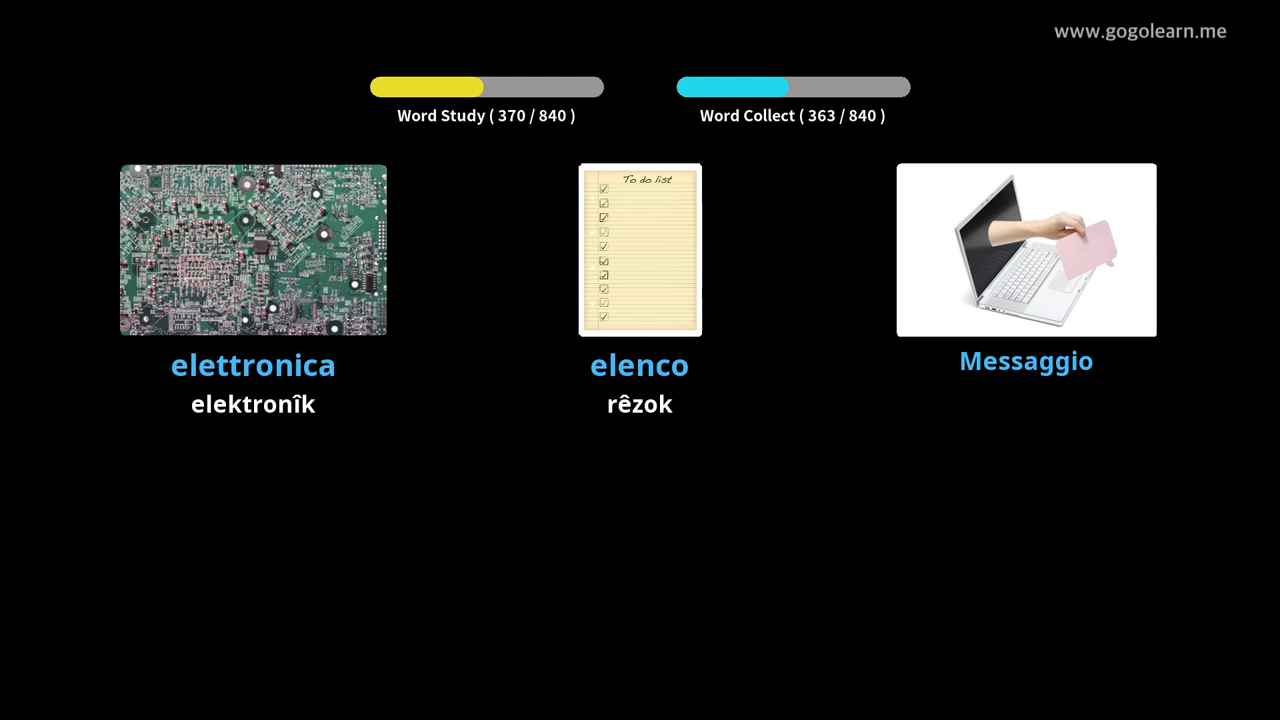 www.gogolearn.me
Word Study ( 370 / 840 )
Word Collect ( 363 / 840 )
To do list
elettronica
elenco
Messaggio
elektronîk
rêzok